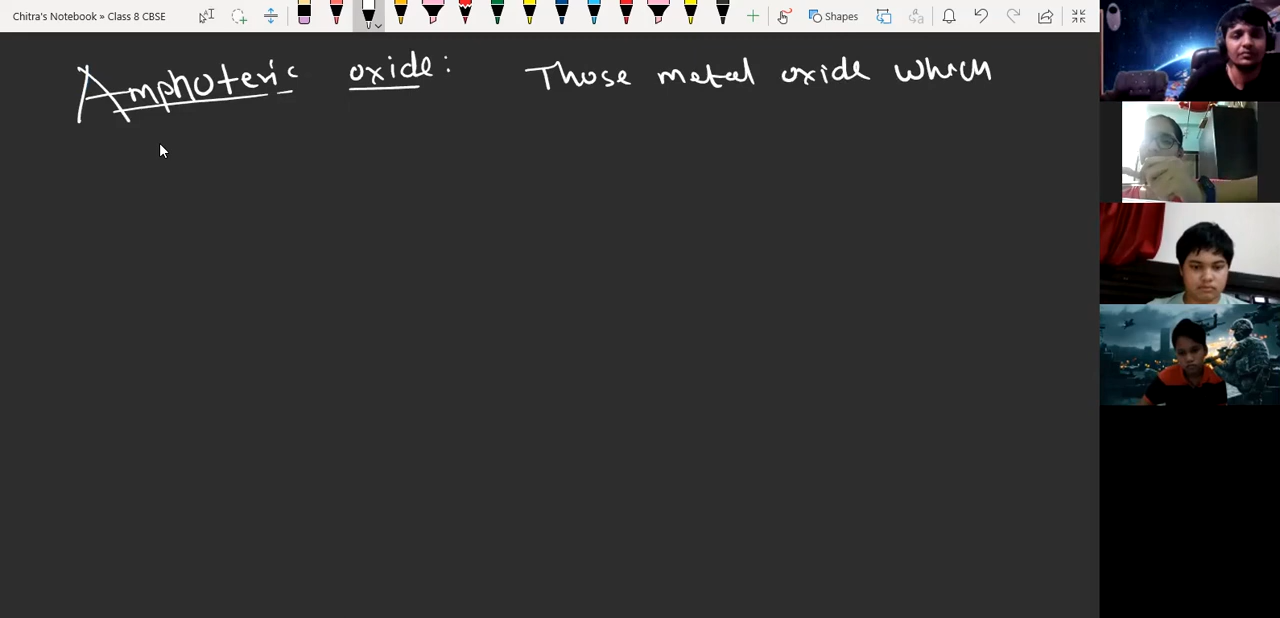 Chitra's Notebook » Class 8 CBSE
Shapes
Amphoteric oxide: Those metal oxide which